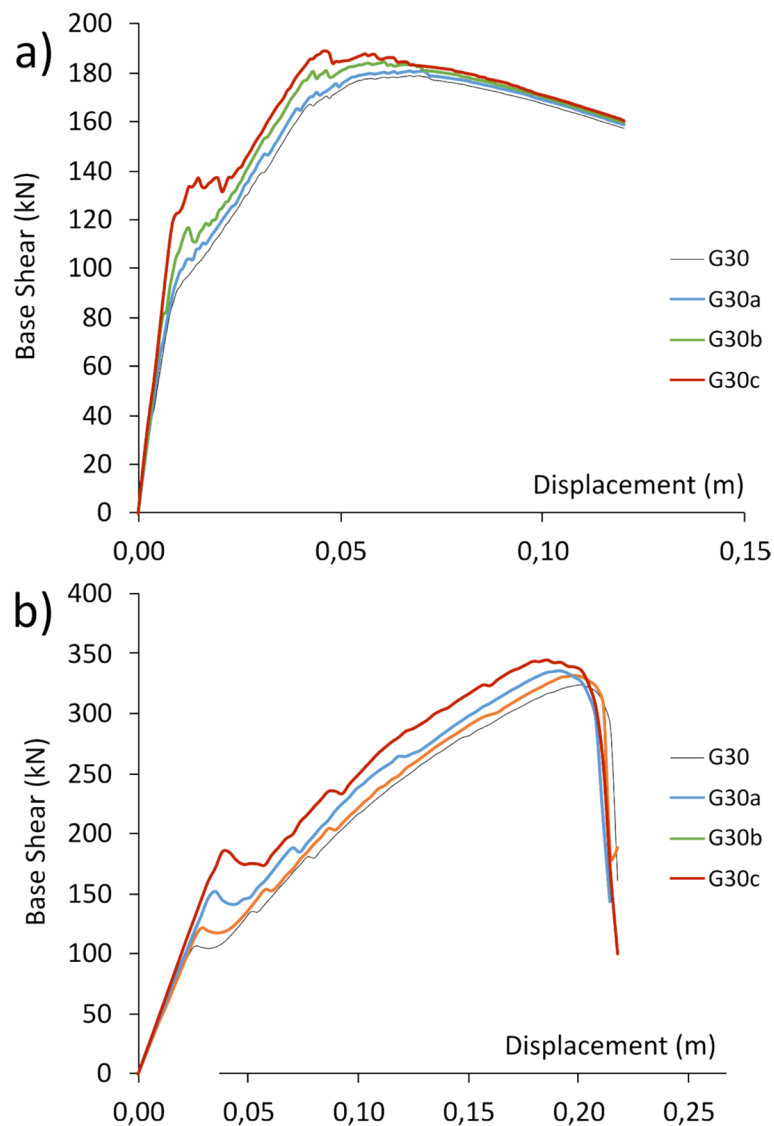 a)
200
180
160
140
120
100
80
60
40
20
0
Base Shear (kN)
G30
G30a
G30b
G30c
Displacement (m)
0,00 0,05 0,10 0,15
b)
400
350
300
250
200
150
100
50
0
Base Shear (kN)
G30
G30a
G30b
G30c
Displacement (m)
0,00 0,05 0,10 0,15 0,20 0,25